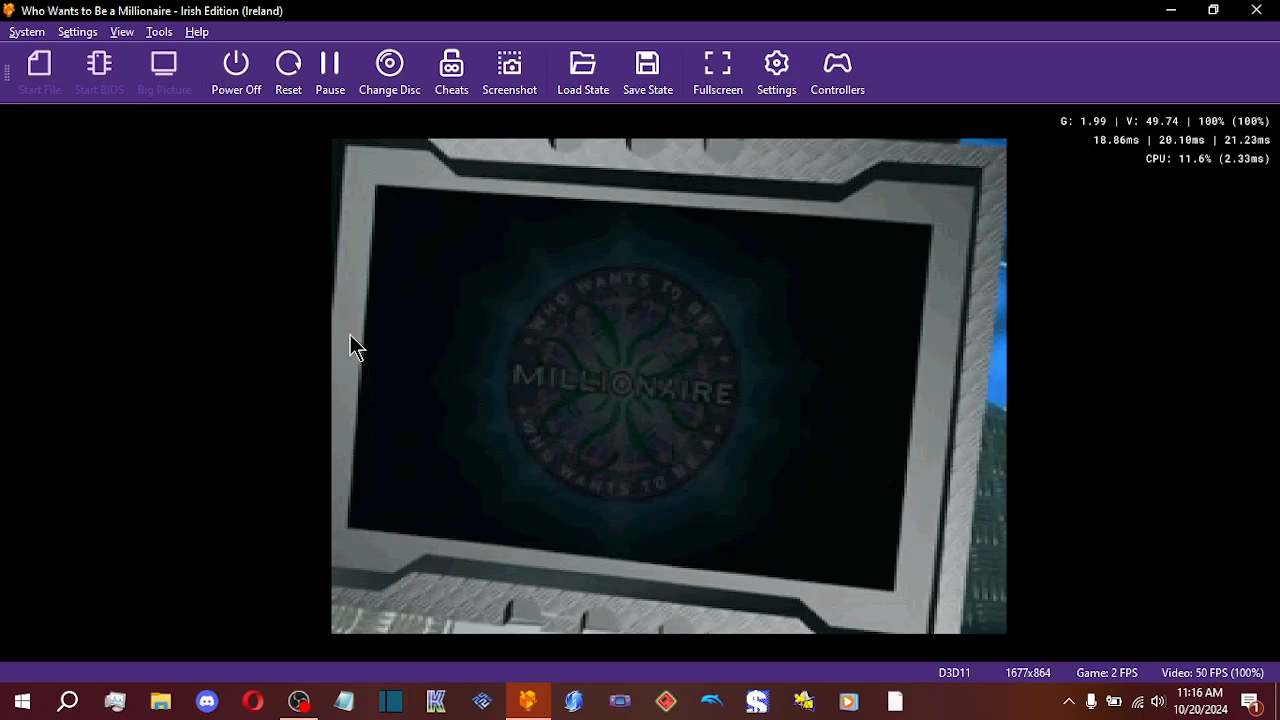 Who Wants to Be a Millionaire - Irish Edition (Ireland)
System Settings View Tools Help
Start File Start BIOS Big Picture Power Off Reset Pause Change Disc Cheats Screenshot Load State Save State Fullscreen Settings Controllers
G: 1.99 | V: 49.74 | 100% (100%)
18.86ms | 20.10ms | 21.23ms
CPU: 11.6% (2.33ms)
WHO WANTS TO BE A
MILLIONAIRE
WHO WANTS TO BE A
D3D11 1677x864 Game: 2 FPS Video: 50 FPS (100%)
11:16 AM
10/20/2024
1